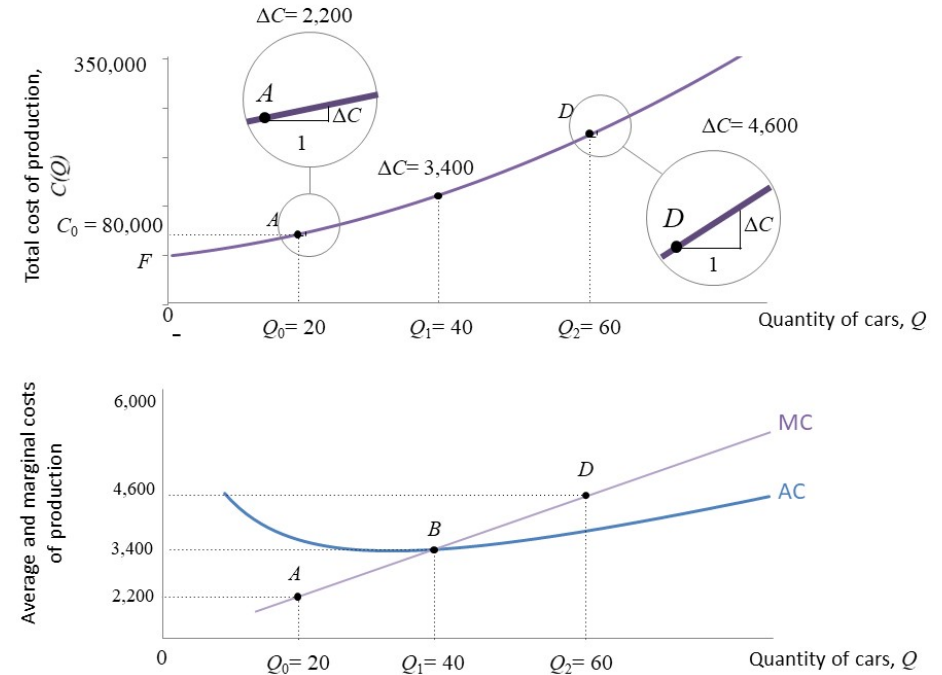 ΔC= 2,200
350,000
A
ΔC
1
D
ΔC= 4,600
ΔC= 3,400
Total cost of production,
C(Q)
C₀ = 80,000
A
D
ΔC
1
F
0
Q₀= 20
Q₁= 40
Q₂= 60
Quantity of cars, Q
6,000
MC
D
4,600
AC
B
3.400
A
2,200
Average and marginal costs
of production
0
Q₀= 20
Q₁= 40
Q₂= 60
Quantity of cars, Q